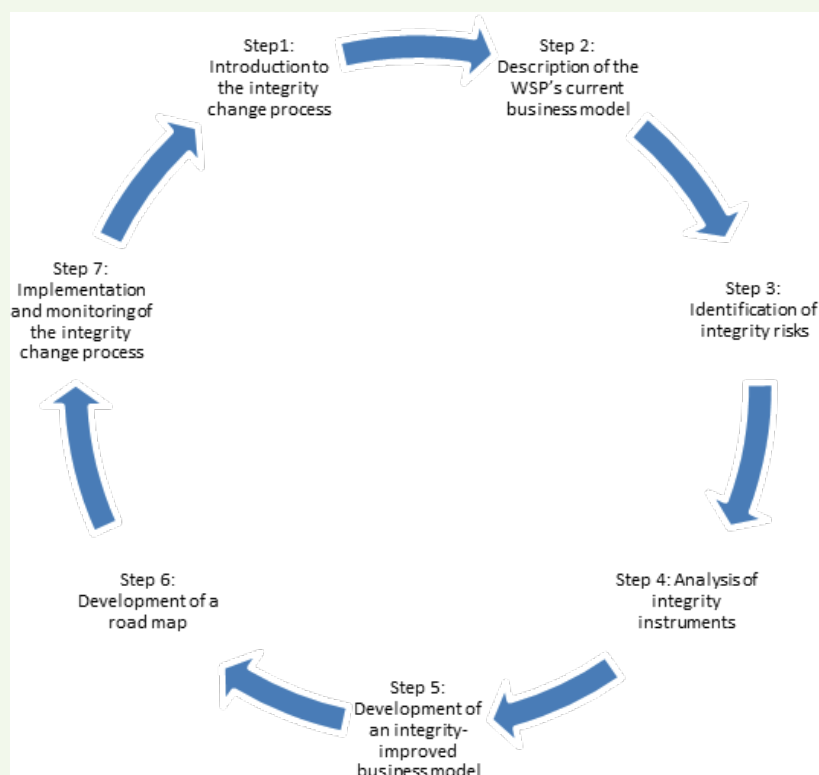 Step1:
Introduction to
the integrity
change process
Step 2:
Description of the
WSP's current
business model
Step 3:
Identification of
integrity risks
Step 4: Analysis of
integrity
instruments
Step 5:
Development of
an integrity-
improved
business model
Step 6:
Development of a
road map
Step 7:
Implementation
and monitoring of
the integrity
change process